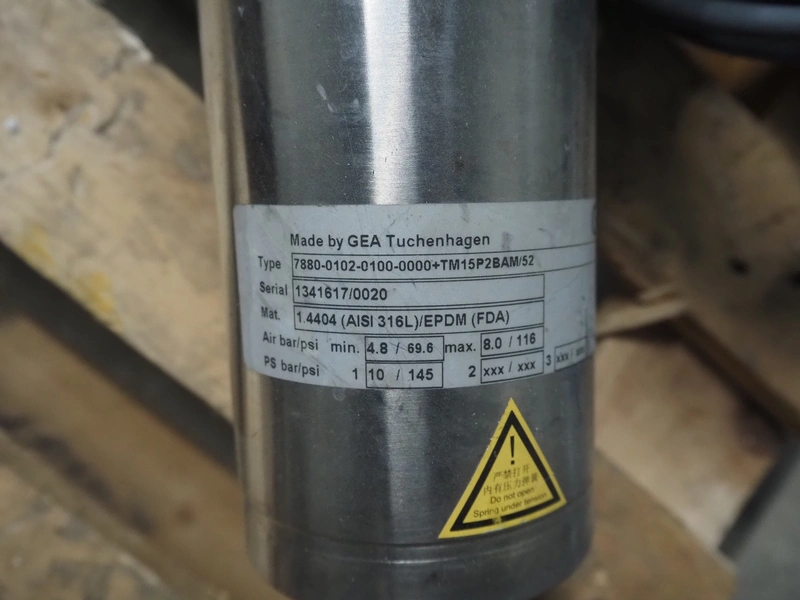 Made by GEA Tuchenhagen
Type 7880-0102-0100-0000+TM15P2BAM/52
Serial 1341617/0020
Mat. 1.4404 (AISI 316L)/EPDM (FDA)
Air bar/psi min. 4.8 / 69.6 max. 8.0 / 116
PS bar/psi 1 10 / 145 2 xxx / xxx 3 xxx / xxx
!
严禁打开
内有压力弹簧
Do not open
Spring under tension